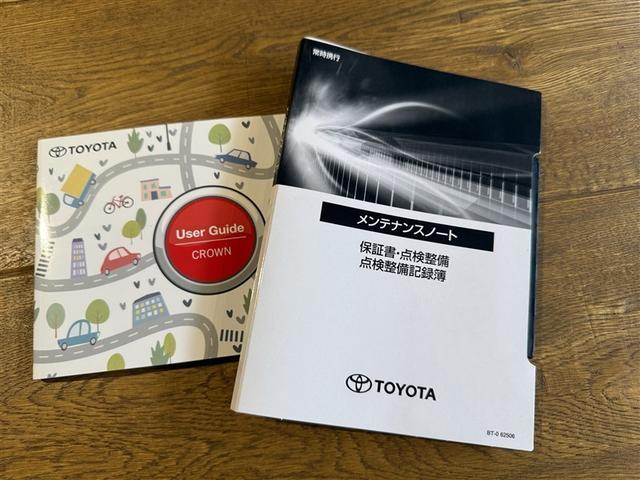 TOYOTA
User Guide
CROWN
常時携行
メンテナンスノート
保証書・点検整備
点検整備記録簿
TOYOTA
BT-0 62506